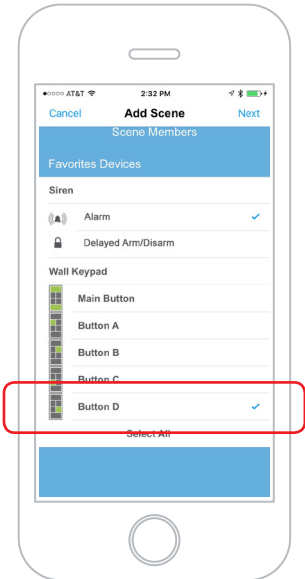 AT&T 2:32 PM
Cancel Add Scene Next
Scene Members
Favorites Devices
Siren
Alarm
Delayed Arm/Disarm
Wall Keypad
Main Button
Button A
Button B
Button C
Button D
Select All